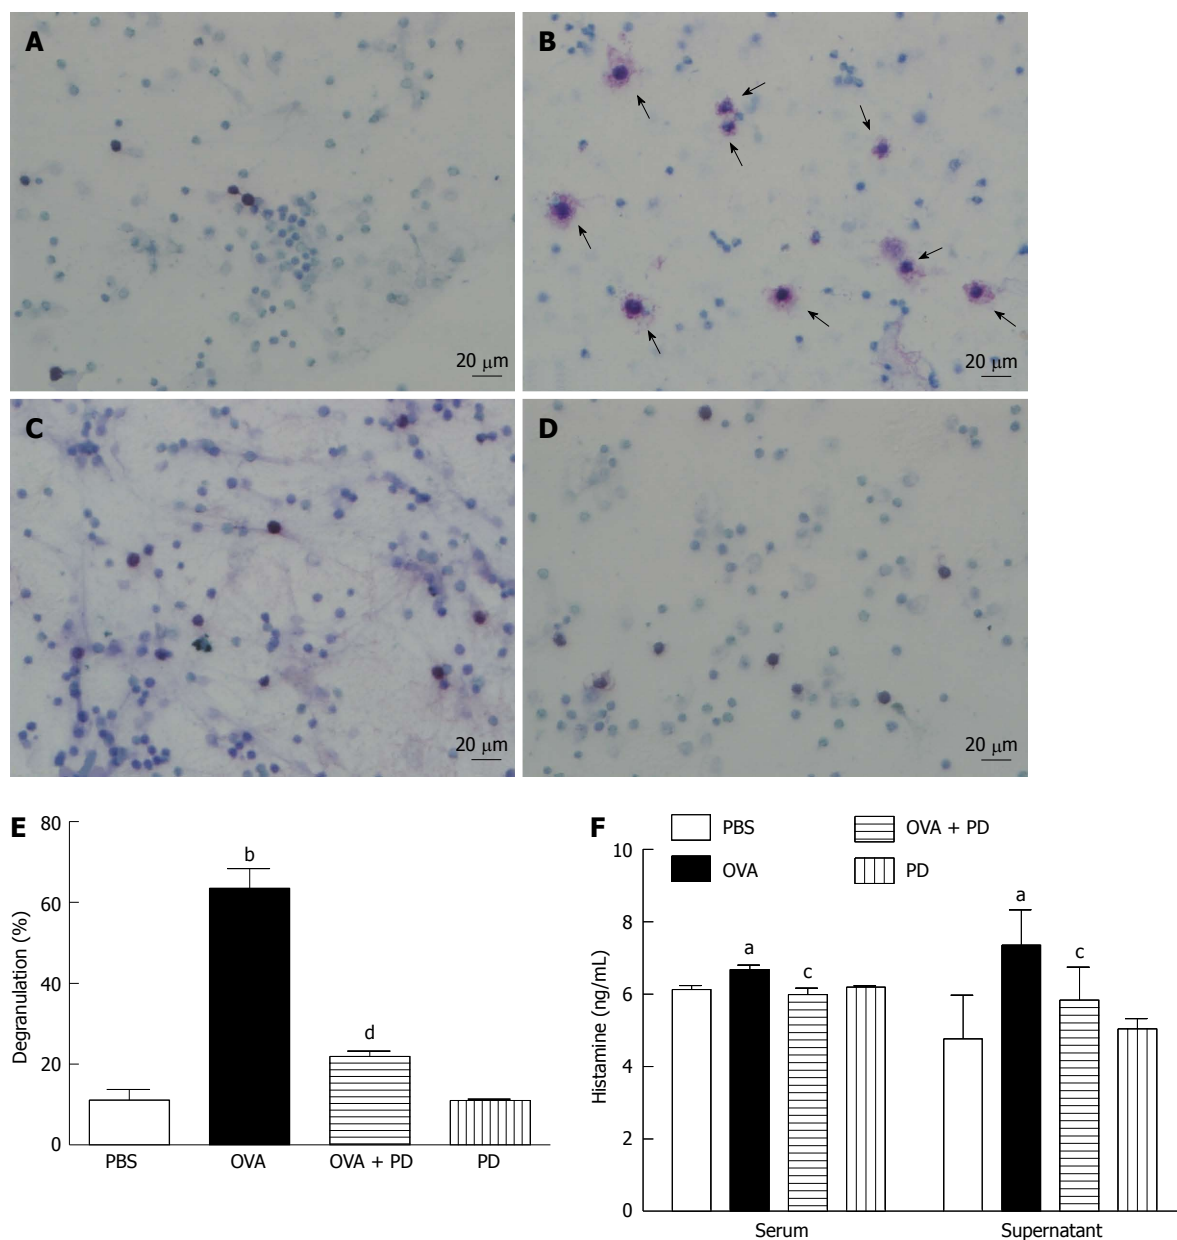 A
20 μm
B
20 μm
C
20 μm
D
20 μm
E
Degranulation (%)
80
60
40
20
0
b
d
PBS
OVA
OVA + PD
PD
F
PBS
OVA
OVA + PD
PD
Histamine (ng/mL)
10
8
6
4
2
0
a
c
a
c
Serum
Supernatant